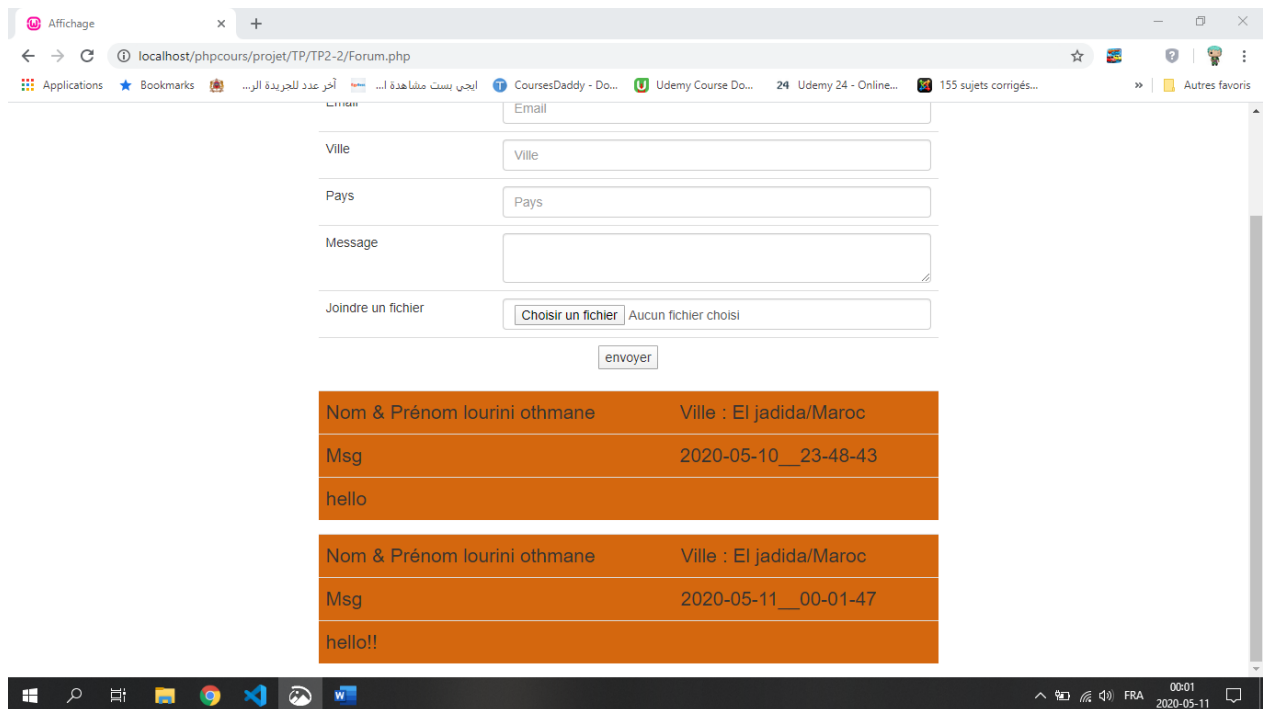 Affichage
localhost/phpcours/projet/TP/TP2-2/Forum.php
Applications Bookmarks آخر عدد للجريدة الر... ايجي بست مشاهدة ا... CoursesDaddy - Do... Udemy Course Do... 24 Udemy 24 - Online... 155 sujets corrigés... » Autres favoris
Email Email
Ville Ville
Pays Pays
Message
Joindre un fichier Choisir un fichier Aucun fichier choisi
envoyer
Nom & Prénom lourini othmane Ville : El jadida/Maroc
Msg 2020-05-10__23-48-43
hello
Nom & Prénom lourini othmane Ville : El jadida/Maroc
Msg 2020-05-11__00-01-47
hello!!
FRA 00:01
2020-05-11